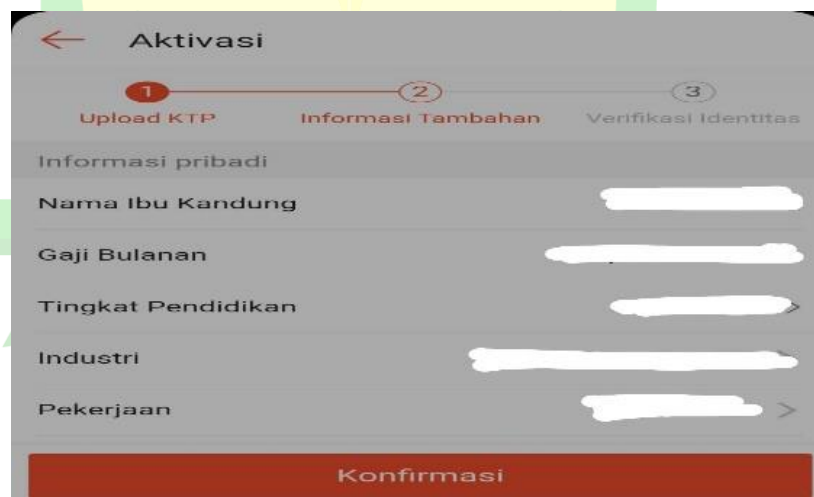 Aktivasi
1 2 3
Upload KTP Informasi Tambahan Verifikasi Identitas
Informasi pribadi
Nama Ibu Kandung
Gaji Bulanan
Tingkat Pendidikan
Industri
Pekerjaan
Konfirmasi